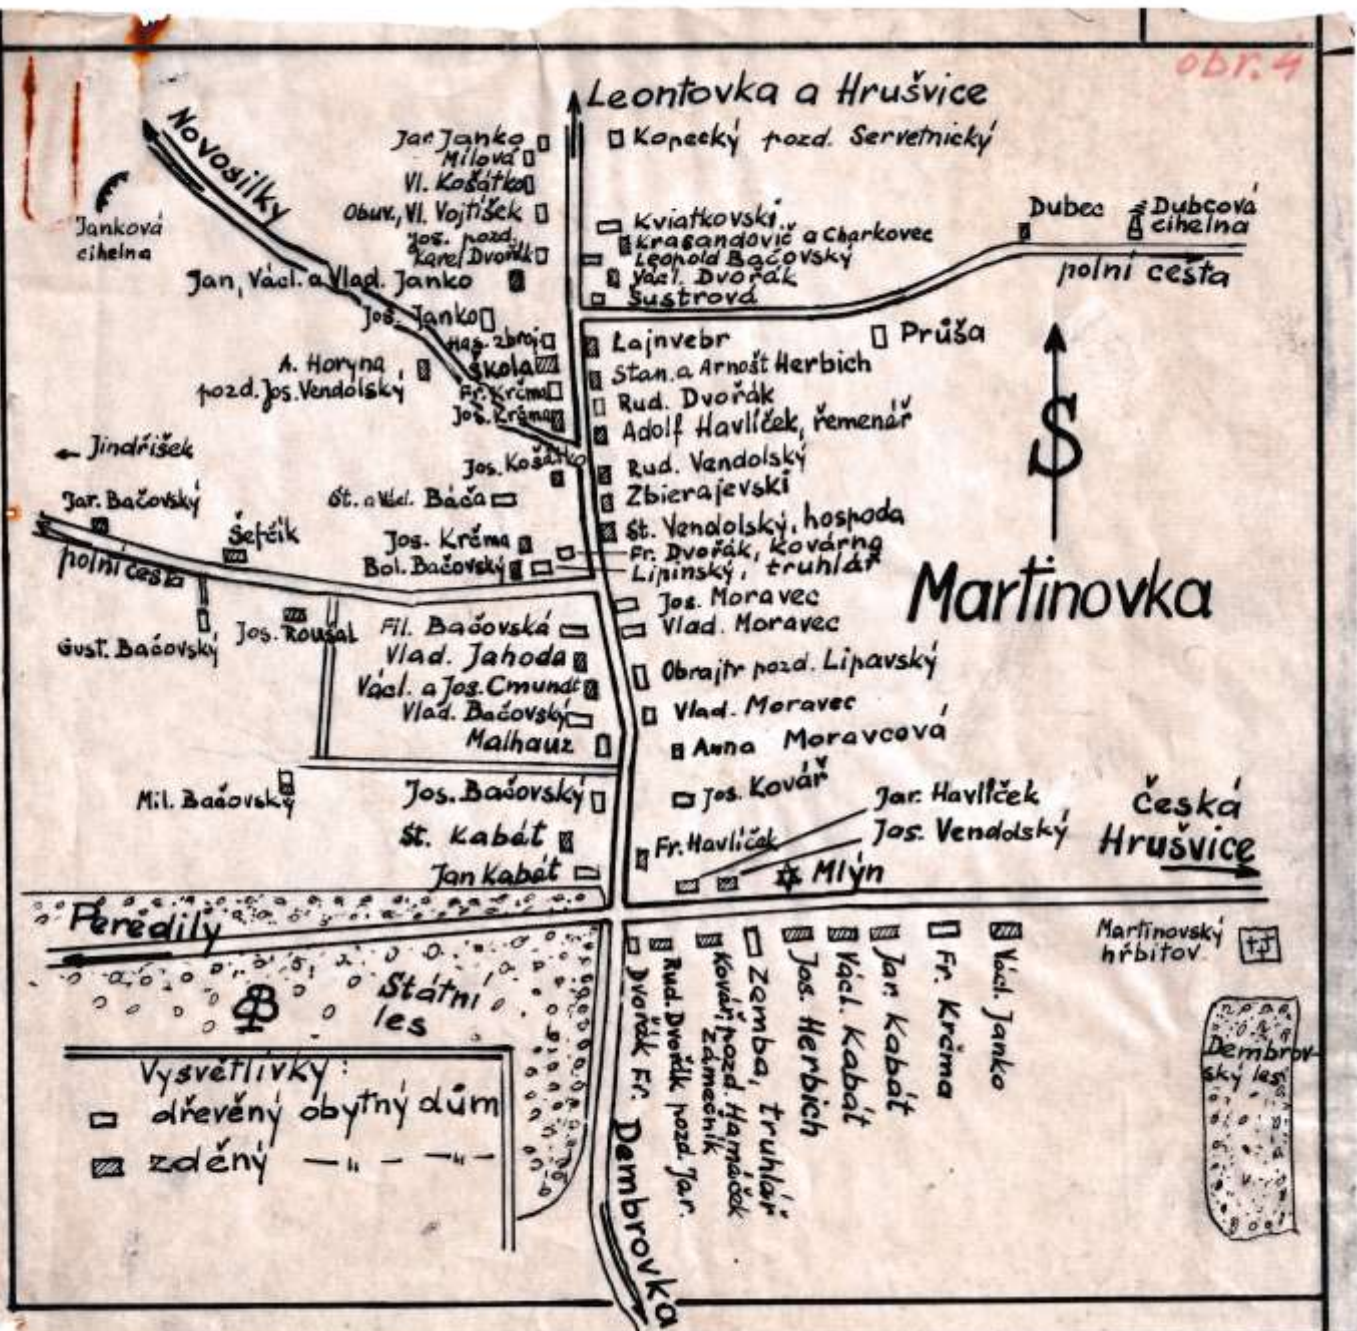 obr. 4
Leontovka a Hrušvice
Novosilky
Jar. Janko
Milová
Vl. Košátko
Obuv., Vl. Vojtíšek
Jos. pozd.
Karel Dvořák
Jan, Václ. a Vlad. Janko
Jos. Janko
Has. zbroj.
Škola
Fr. Krčma
Jos. Krčma
Jos. Košátko
Janková
cihelna
A. Horyna
pozd. Jos. Vendolský
Kopecký pozd. Servetnický
Kviatkovski
Krasandovič a Charkovec
Leopold Bačovský
Václ. Dvořák
Šustrová
Dubec
Dubcová
cihelna
polní cesta
Průša
Lajnvebr
Stan. a Arnošt Herbich
Rud. Dvořák
Adolf Havlíček, řemenář
Rud. Vendolský
Zbierajevski
St. Vendolský, hospoda
Fr. Dvořák, kovárna
Lipinský, truhlář
S
Martinovka
Jindřišek
Jar. Bačovský
Šefčík
polní cesta
St. a Václ. Báča
Jos. Krčma
Bol. Bačovský
Gust. Bačovský
Jos. Roušal
Fil. Bačovská
Vlad. Jahoda
Václ. a Jos. Cmundt
Vlad. Bačovský
Malhauz
Mil. Bačovský
Jos. Bačovský
St. Kabát
Jan Kabát
Jos. Moravec
Vlad. Moravec
Obrajtr pozd. Lipavský
Vlad. Moravec
Anna Moravcová
Jos. Kovář
Jar. Havlíček
Jos. Vendolský
Fr. Havlíček
Mlýn
Česká
Hrušvice
Peredily
Státní
les
Dvořák Fr.
Rud. Dvořák pozd. Jar.
Kovář, pozd. Hamáček
zámečník
Zemba, truhlář
Jos. Herbich
Václ. Kabát
Jar. Kabát
Fr. Krčma
Václ. Janko
Martinovský
hřbitov
Dembrov-
ský les
Dembrovka
Vysvětlivky:
dřevěný obytný dům
zděný — " — — " —